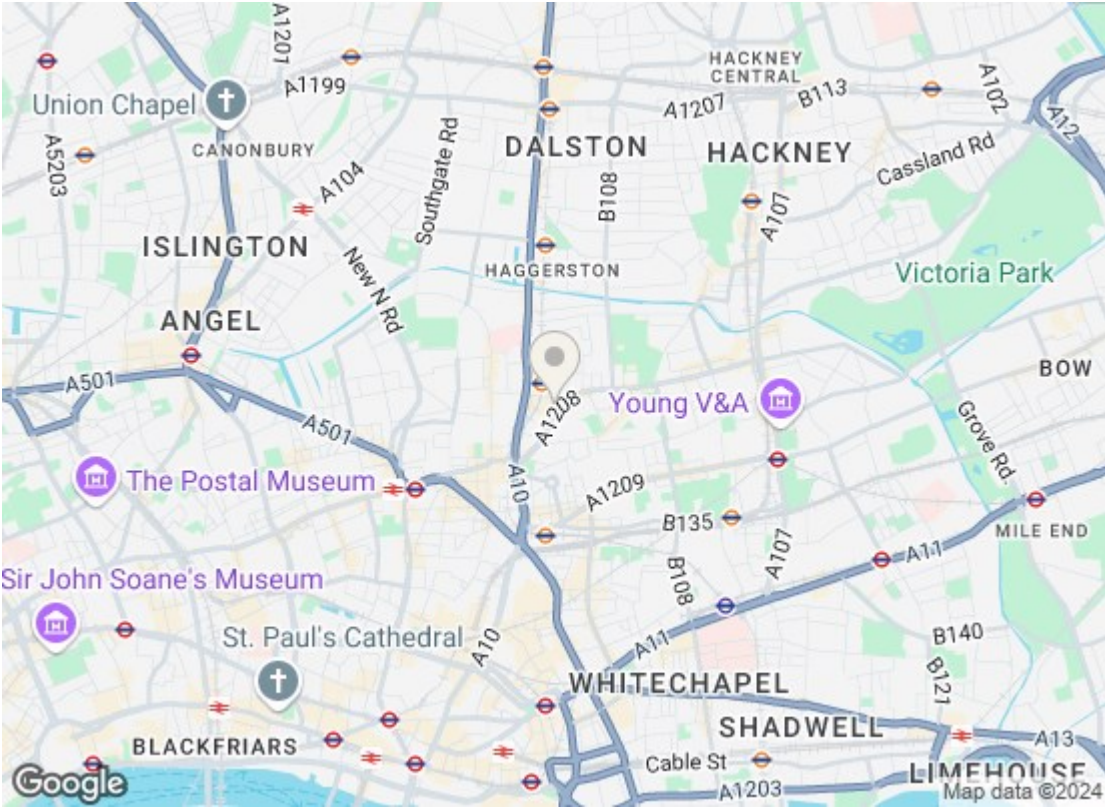 A1201
HACKNEY
CENTRAL
A1199
A1207
B113
A102
A12
Union Chapel
CANONBURY
A5203
A104
Southgate Rd
DALSTON
HACKNEY
B108
Cassland Rd
A107
ISLINGTON
New N Rd
HAGGERSTON
Victoria Park
ANGEL
A501
BOW
A1208
Young V&A
A501
Grove Rd
The Postal Museum
A10
A1209
B135
MILE END
A107
A11
Sir John Soane's Museum
B108
St. Paul's Cathedral
A10
A11
B140
B121
WHITECHAPEL
SHADWELL
BLACKFRIARS
Cable St
A13
LIMEHOUSE
A1203
Google
Map data ©2024